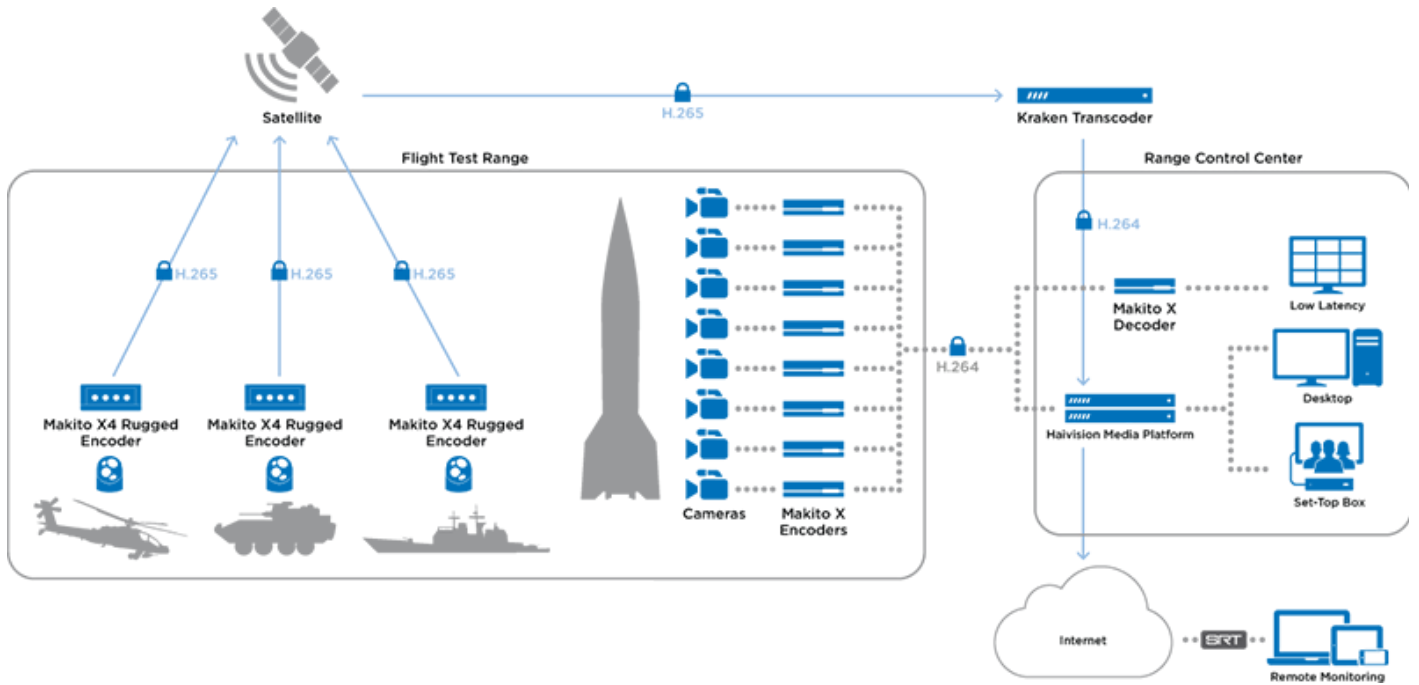 Satellite
H.265
Kraken Transcoder
Flight Test Range
Range Control Center
H.264
H.265
H.265
H.265
Low Latency
Makito X
Decoder
H.264
Desktop
Makito X4 Rugged
Encoder
Makito X4 Rugged
Encoder
Makito X4 Rugged
Encoder
Haivision Media Platform
Set-Top Box
Cameras
Makito X
Encoders
Internet
SRT
Remote Monitoring